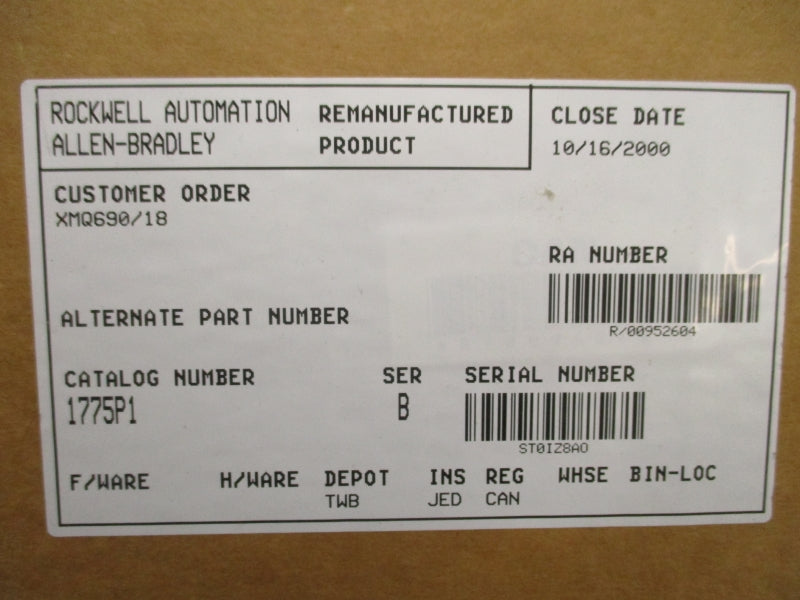 ROCKWELL AUTOMATION REMANUFACTURED CLOSE DATE
ALLEN-BRADLEY PRODUCT 10/16/2000
CUSTOMER ORDER
XMQ690/18
RA NUMBER
R/00952604
ALTERNATE PART NUMBER
CATALOG NUMBER SER SERIAL NUMBER
1775P1 B
ST0IZ8AO
F/WARE H/WARE DEPOT INS REG WHSE BIN-LOC
TWB JED CAN